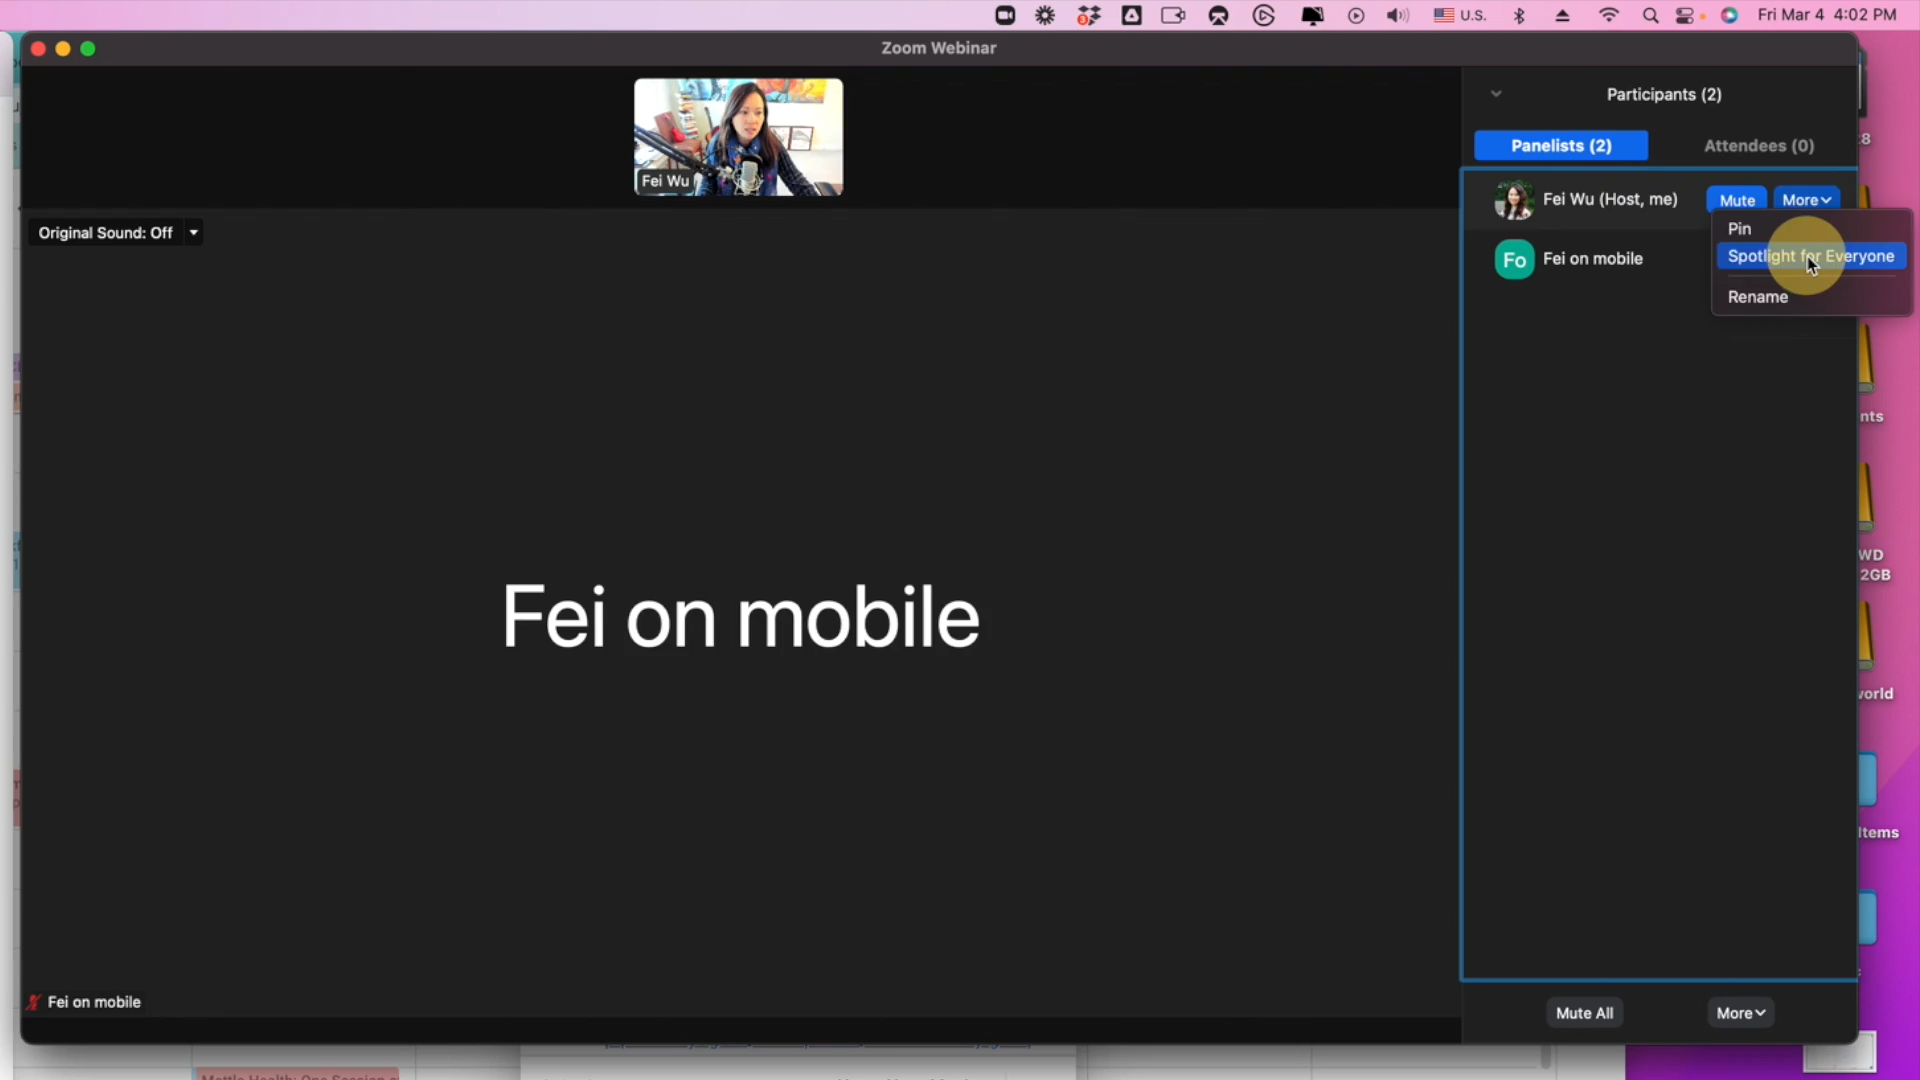 U.S.
Fri Mar 4 4:02 PM
Zoom Webinar
Participants (2)
Panelists (2)
Attendees (0)
Fei Wu
Fei Wu (Host, me)
Mute
More
Pin
Original Sound: Off
Spotlight for Everyone
Fo
Fei on mobile
Rename
nts
WD
2GB
Fei on mobile
world
Items
Fei on mobile
Mute All
More